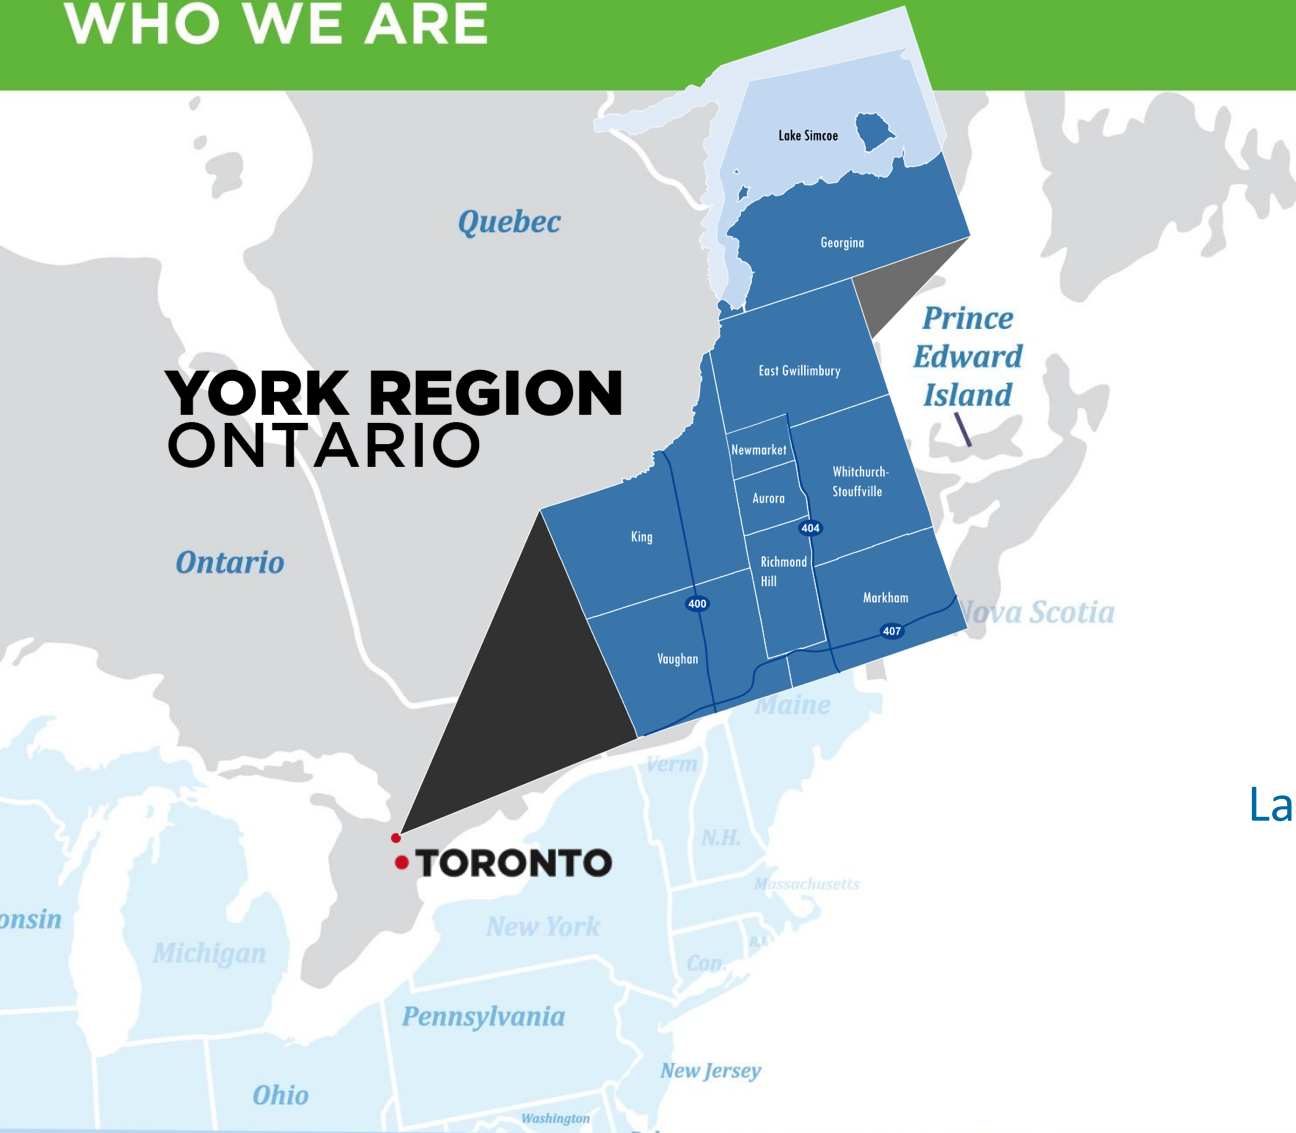 WHO WE ARE
Lake Simcoe
Quebec
Georgina
Prince
Edward
Island
East Gwillimbury
YORK REGION
ONTARIO
Newmarket
Whitchurch-
Stouffville
Aurora
404
King
Richmond
Hill
Ontario
Markham
400
Nova Scotia
407
Vaughan
Maine
Verm
La
N.H.
TORONTO
Massachusetts
onsin
New York
R.I.
Michigan
Con.
Pennsylvania
New Jersey
Ohio
Washington